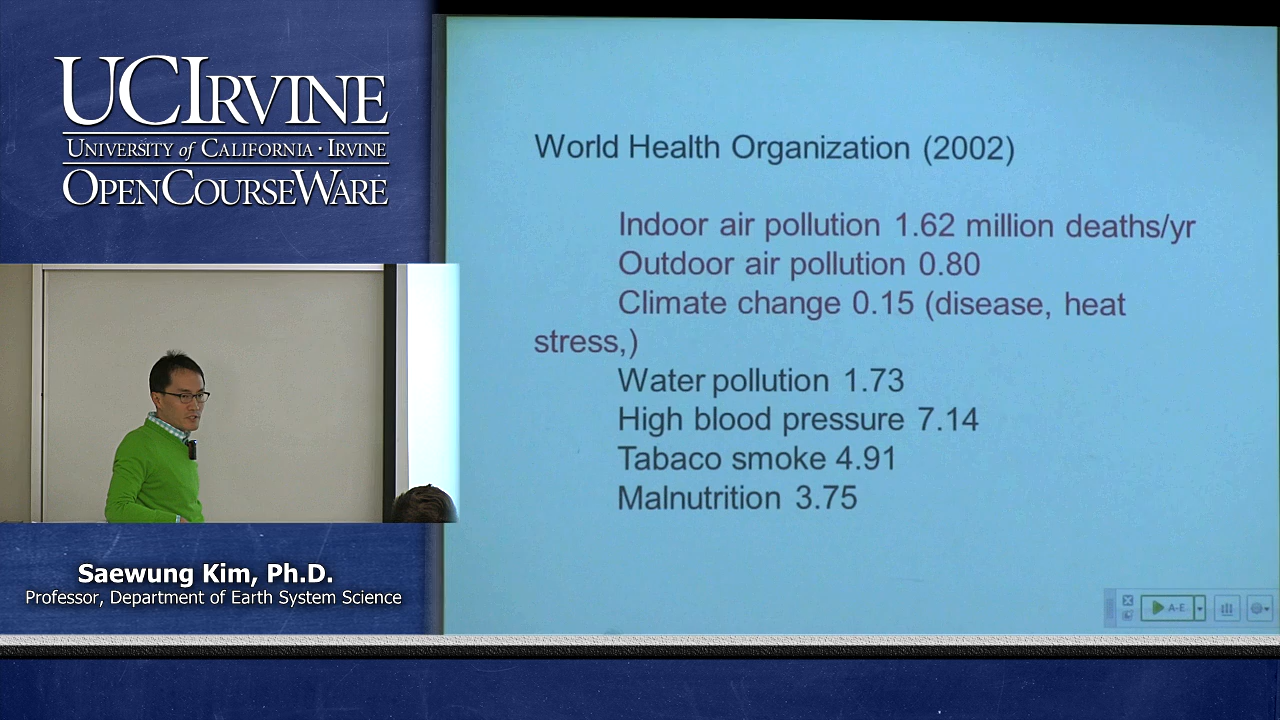 UCIRVINE
UNIVERSITY of CALIFORNIA · IRVINE
OPENCOURSEWARE
World Health Organization (2002)
Indoor air pollution 1.62 million deaths/yr
Outdoor air pollution 0.80
Climate change 0.15 (disease, heat
stress,)
Water pollution 1.73
High blood pressure 7.14
Tabaco smoke 4.91
Malnutrition 3.75
A-E
Saewung Kim, Ph.D.
Professor, Department of Earth System Science